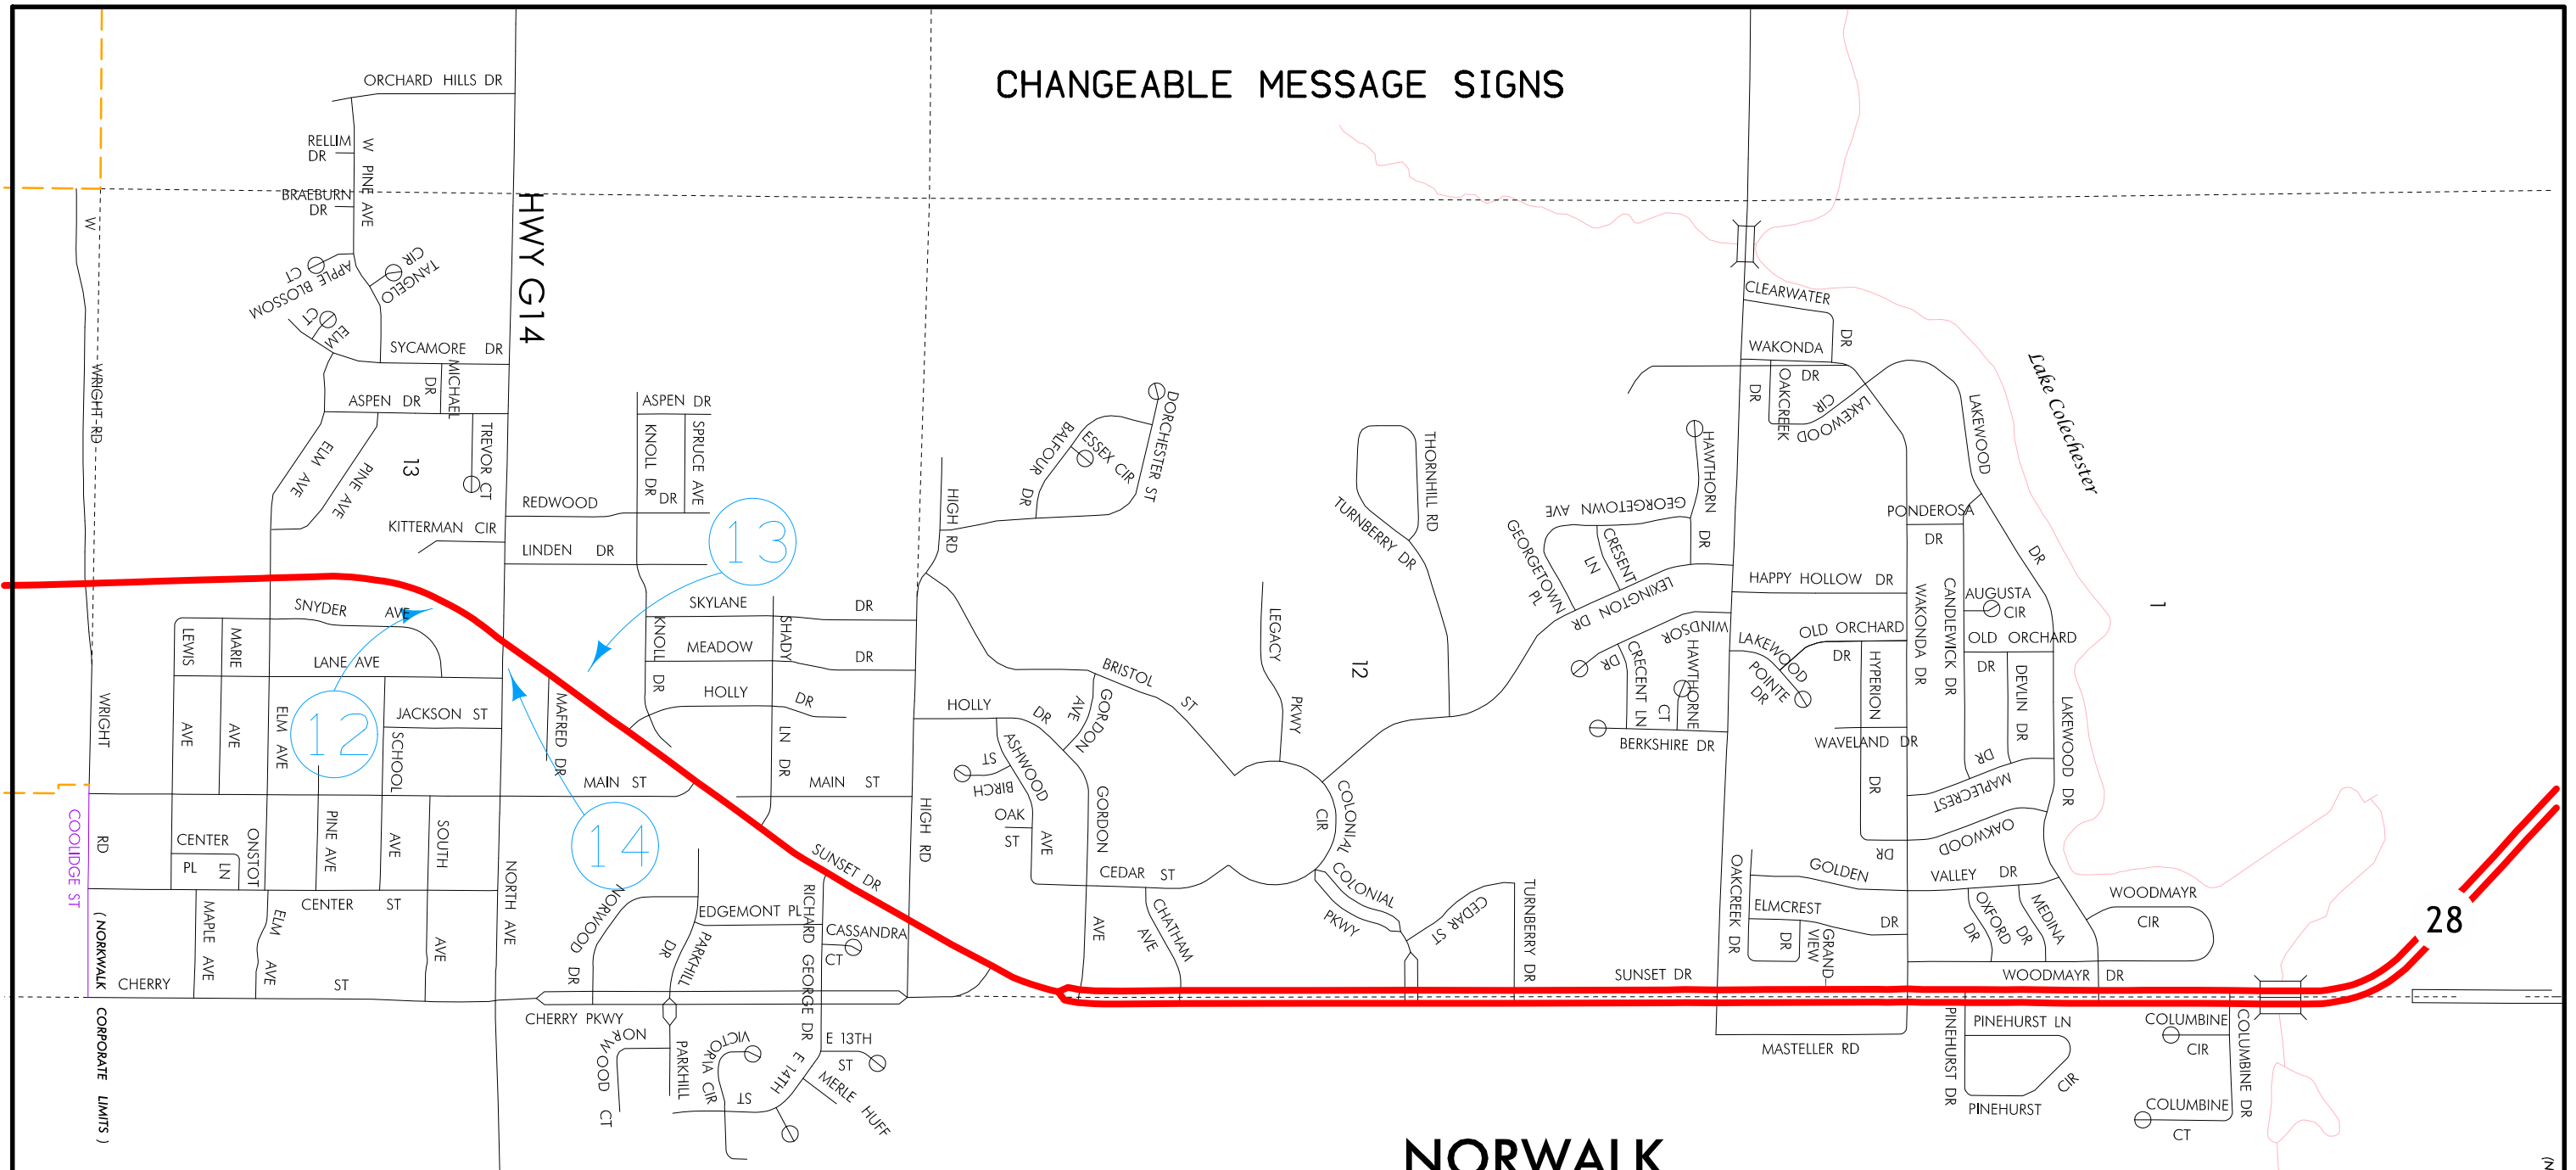 CHANGEABLE MESSAGE SIGNS
ORCHARD HILLS DR
RELLIM
DR
W PINE AVE
BRAEBURN
DR
W
HWY G14
TANGELO
CIR
APPLE BLOSSOM
CT
ELM
CT
SYCAMORE DR
MICHAEL
DR
ASPEN DR
TREVOR CT
ELM AVE
PINE AVE
13
KITTERMAN CIR
WRIGHT RD
ASPEN DR
KNOLL DR
SPRUCE AVE
REDWOOD
DR
LINDEN DR
13
HIGH RD
BALFOUR
DR
ESSEX CIR
DORCHESTER ST
THORNHILL RD
TURNBERRY DR
GEORGETOWN AVE
GEORGETOWN
PL
CRESENT
LN
HAWTHORN
DR
LEXINGTON DR
CLEARWATER
DR
WAKONDA
DR
DR
OAKCREEK
LAKEWOOD
CIR
LAKEWOOD
DR
Lake Colechester
PONDEROSA
DR
HAPPY HOLLOW DR
WAKONDA DR
CANDLEWICK DR
AUGUSTA
CIR
1
OLD ORCHARD
DR
OLD ORCHARD
DR
WINDSOR
DR
LAKEWOOD
POINTE
DR
HYPERION
DR
DEVLIN DR
LAKEWOOD DR
CRECENT LN
HAWTHORNE
CT
BERKSHIRE DR
WAVELAND DR
MAPLECREST
DR
OAKWOOD
DR
SNYDER AVE
LEWIS
AVE
MARIE
AVE
LANE AVE
ELM AVE
12
JACKSON ST
SCHOOL
AVE
WRIGHT
RD
SKYLANE DR
KNOLL DR
MEADOW DR
SHADY
LN DR
HOLLY DR
MAFRED DR
MAIN ST
MAIN ST
14
HOLLY DR
GORDON
AVE
BRISTOL
ST
LEGACY
PKWY
12
ASHWOOD
AVE
BIRCH
ST
OAK
ST
GORDON
AVE
HIGH RD
COLONIAL
CIR
CEDAR ST
CHATHAM
AVE
COLONIAL
PKWY
CEDAR ST
TURNBERRY DR
COOLIDGE ST
CENTER
PL
LN
ONSTOT
PINE AVE
SOUTH
AVE
CENTER ST
MAPLE AVE
ELM
AVE
NORTH AVE
CHERRY ST
( NORKWALK CORPORATE LIMITS )
SUNSET DR
NORWOOD DR
EDGEMONT PL
PARKHILL
DR
RICHARD GEORGE DR
CASSANDRA
CT
CHERRY PKWY
NORWOOD CT
PARKHILL
VICTORIA CIR
E 14TH
ST
E 13TH
ST
MERLE HUFF
OAKCREEK DR
GOLDEN VALLEY DR
ELMCREST
DR
DR
GRAND
VIEW
OXFORD
DR
MEDINA
DR
WOODMAYR
CIR
SUNSET DR
WOODMAYR DR
28
MASTELLER RD
PINEHURST DR
PINEHURST LN
CIR
PINEHURST
COLUMBINE
CIR
COLUMBINE DR
COLUMBINE
CT
NORWALK